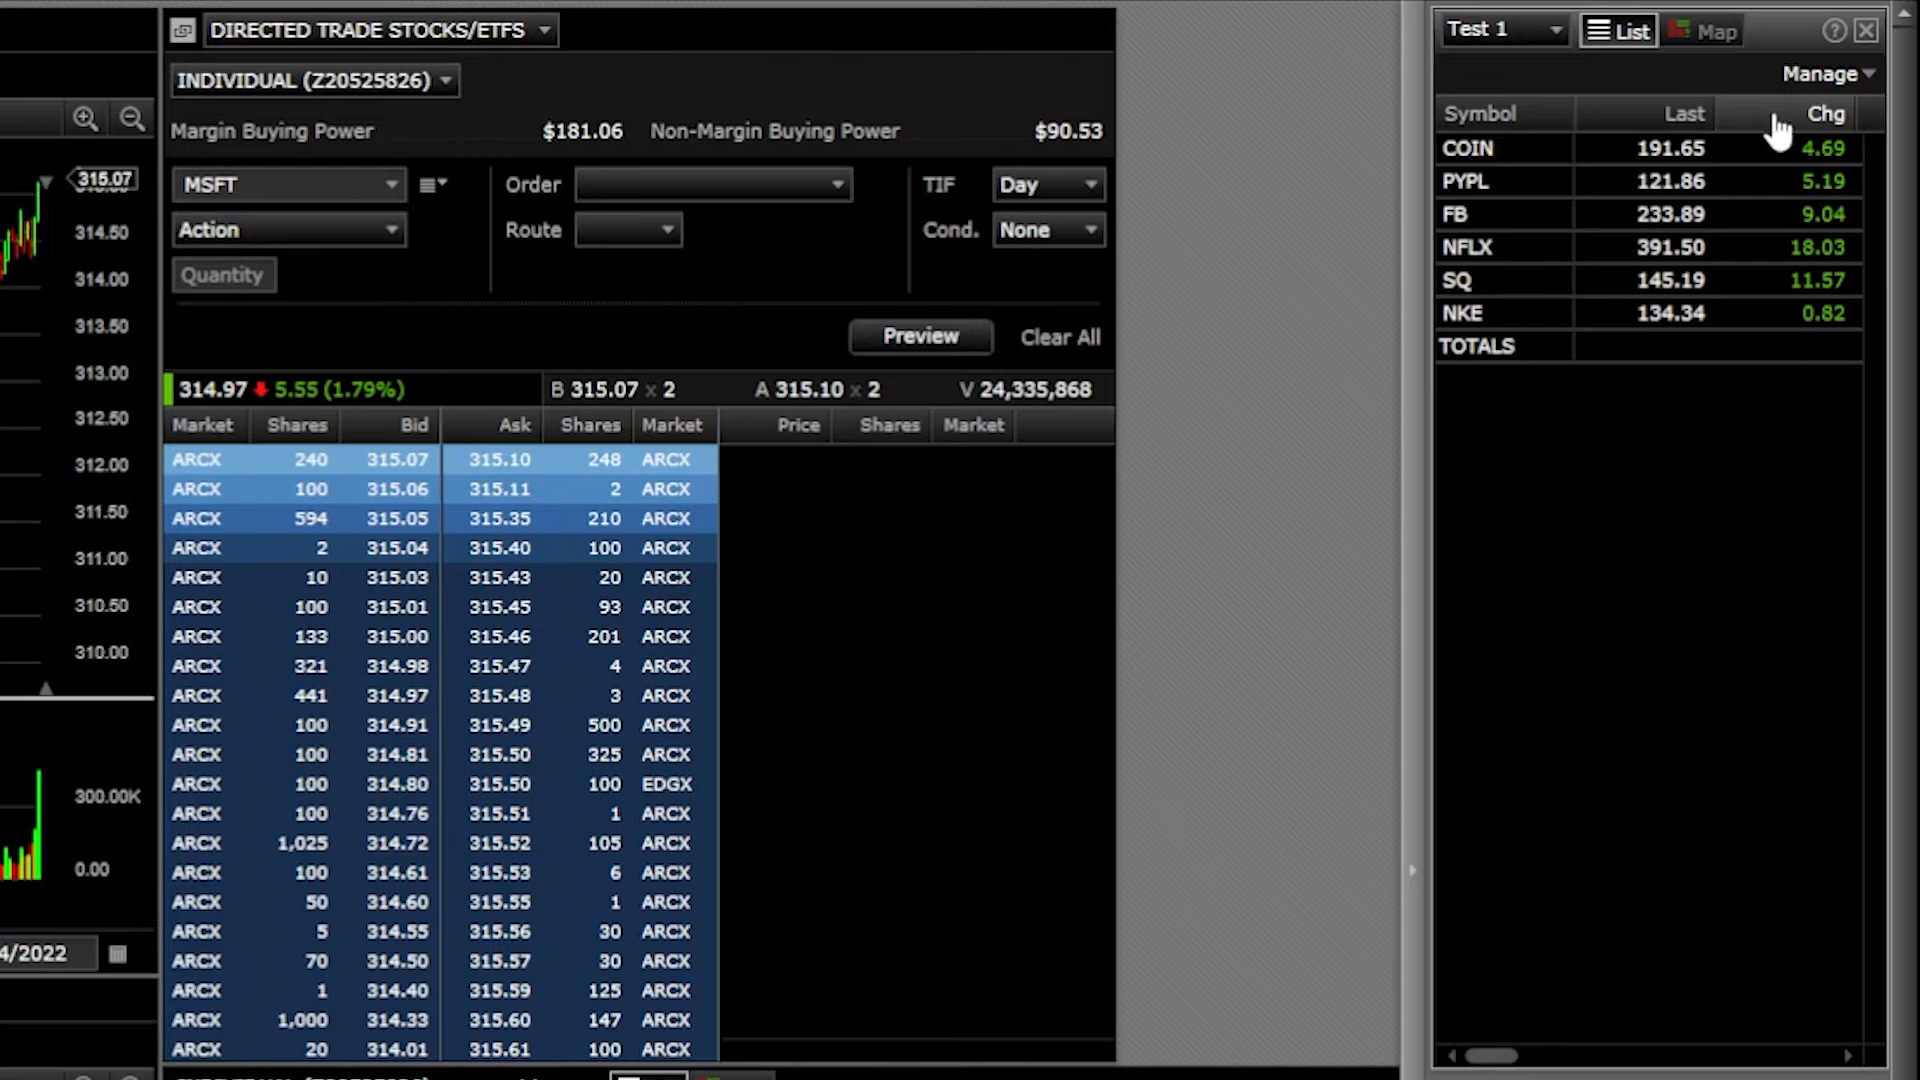 DIRECTED TRADE STOCKS/ETFS
INDIVIDUAL (Z20525826)
Margin Buying Power $181.06 Non-Margin Buying Power $90.53
MSFT Order TIF Day
Action Route Cond. None
Quantity
Preview Clear All
314.97 5.55 (1.79%) B 315.07 x 2 A 315.10 x 2 V 24,335,868
Market Shares Bid Ask Shares Market Price Shares Market
ARCX 240 315.07 315.10 248 ARCX
ARCX 100 315.06 315.11 2 ARCX
ARCX 594 315.05 315.35 210 ARCX
ARCX 2 315.04 315.40 100 ARCX
ARCX 10 315.03 315.43 20 ARCX
ARCX 100 315.01 315.45 93 ARCX
ARCX 133 315.00 315.46 201 ARCX
ARCX 321 314.98 315.47 4 ARCX
ARCX 441 314.97 315.48 3 ARCX
ARCX 100 314.91 315.49 500 ARCX
ARCX 100 314.81 315.50 325 ARCX
ARCX 100 314.80 315.50 100 EDGX
ARCX 100 314.76 315.51 1 ARCX
ARCX 1,025 314.72 315.52 105 ARCX
ARCX 100 314.61 315.53 6 ARCX
ARCX 50 314.60 315.55 1 ARCX
ARCX 5 314.55 315.56 30 ARCX
ARCX 70 314.50 315.57 30 ARCX
ARCX 1 314.40 315.59 125 ARCX
ARCX 1,000 314.33 315.60 147 ARCX
ARCX 20 314.01 315.61 100 ARCX
315.07
314.50
314.00
313.50
313.00
312.50
312.00
311.50
311.00
310.50
310.00
300.00K
0.00
4/2022
Test 1 List Map
Manage
Symbol Last Chg
COIN 191.65 4.69
PYPL 121.86 5.19
FB 233.89 9.04
NFLX 391.50 18.03
SQ 145.19 11.57
NKE 134.34 0.82
TOTALS